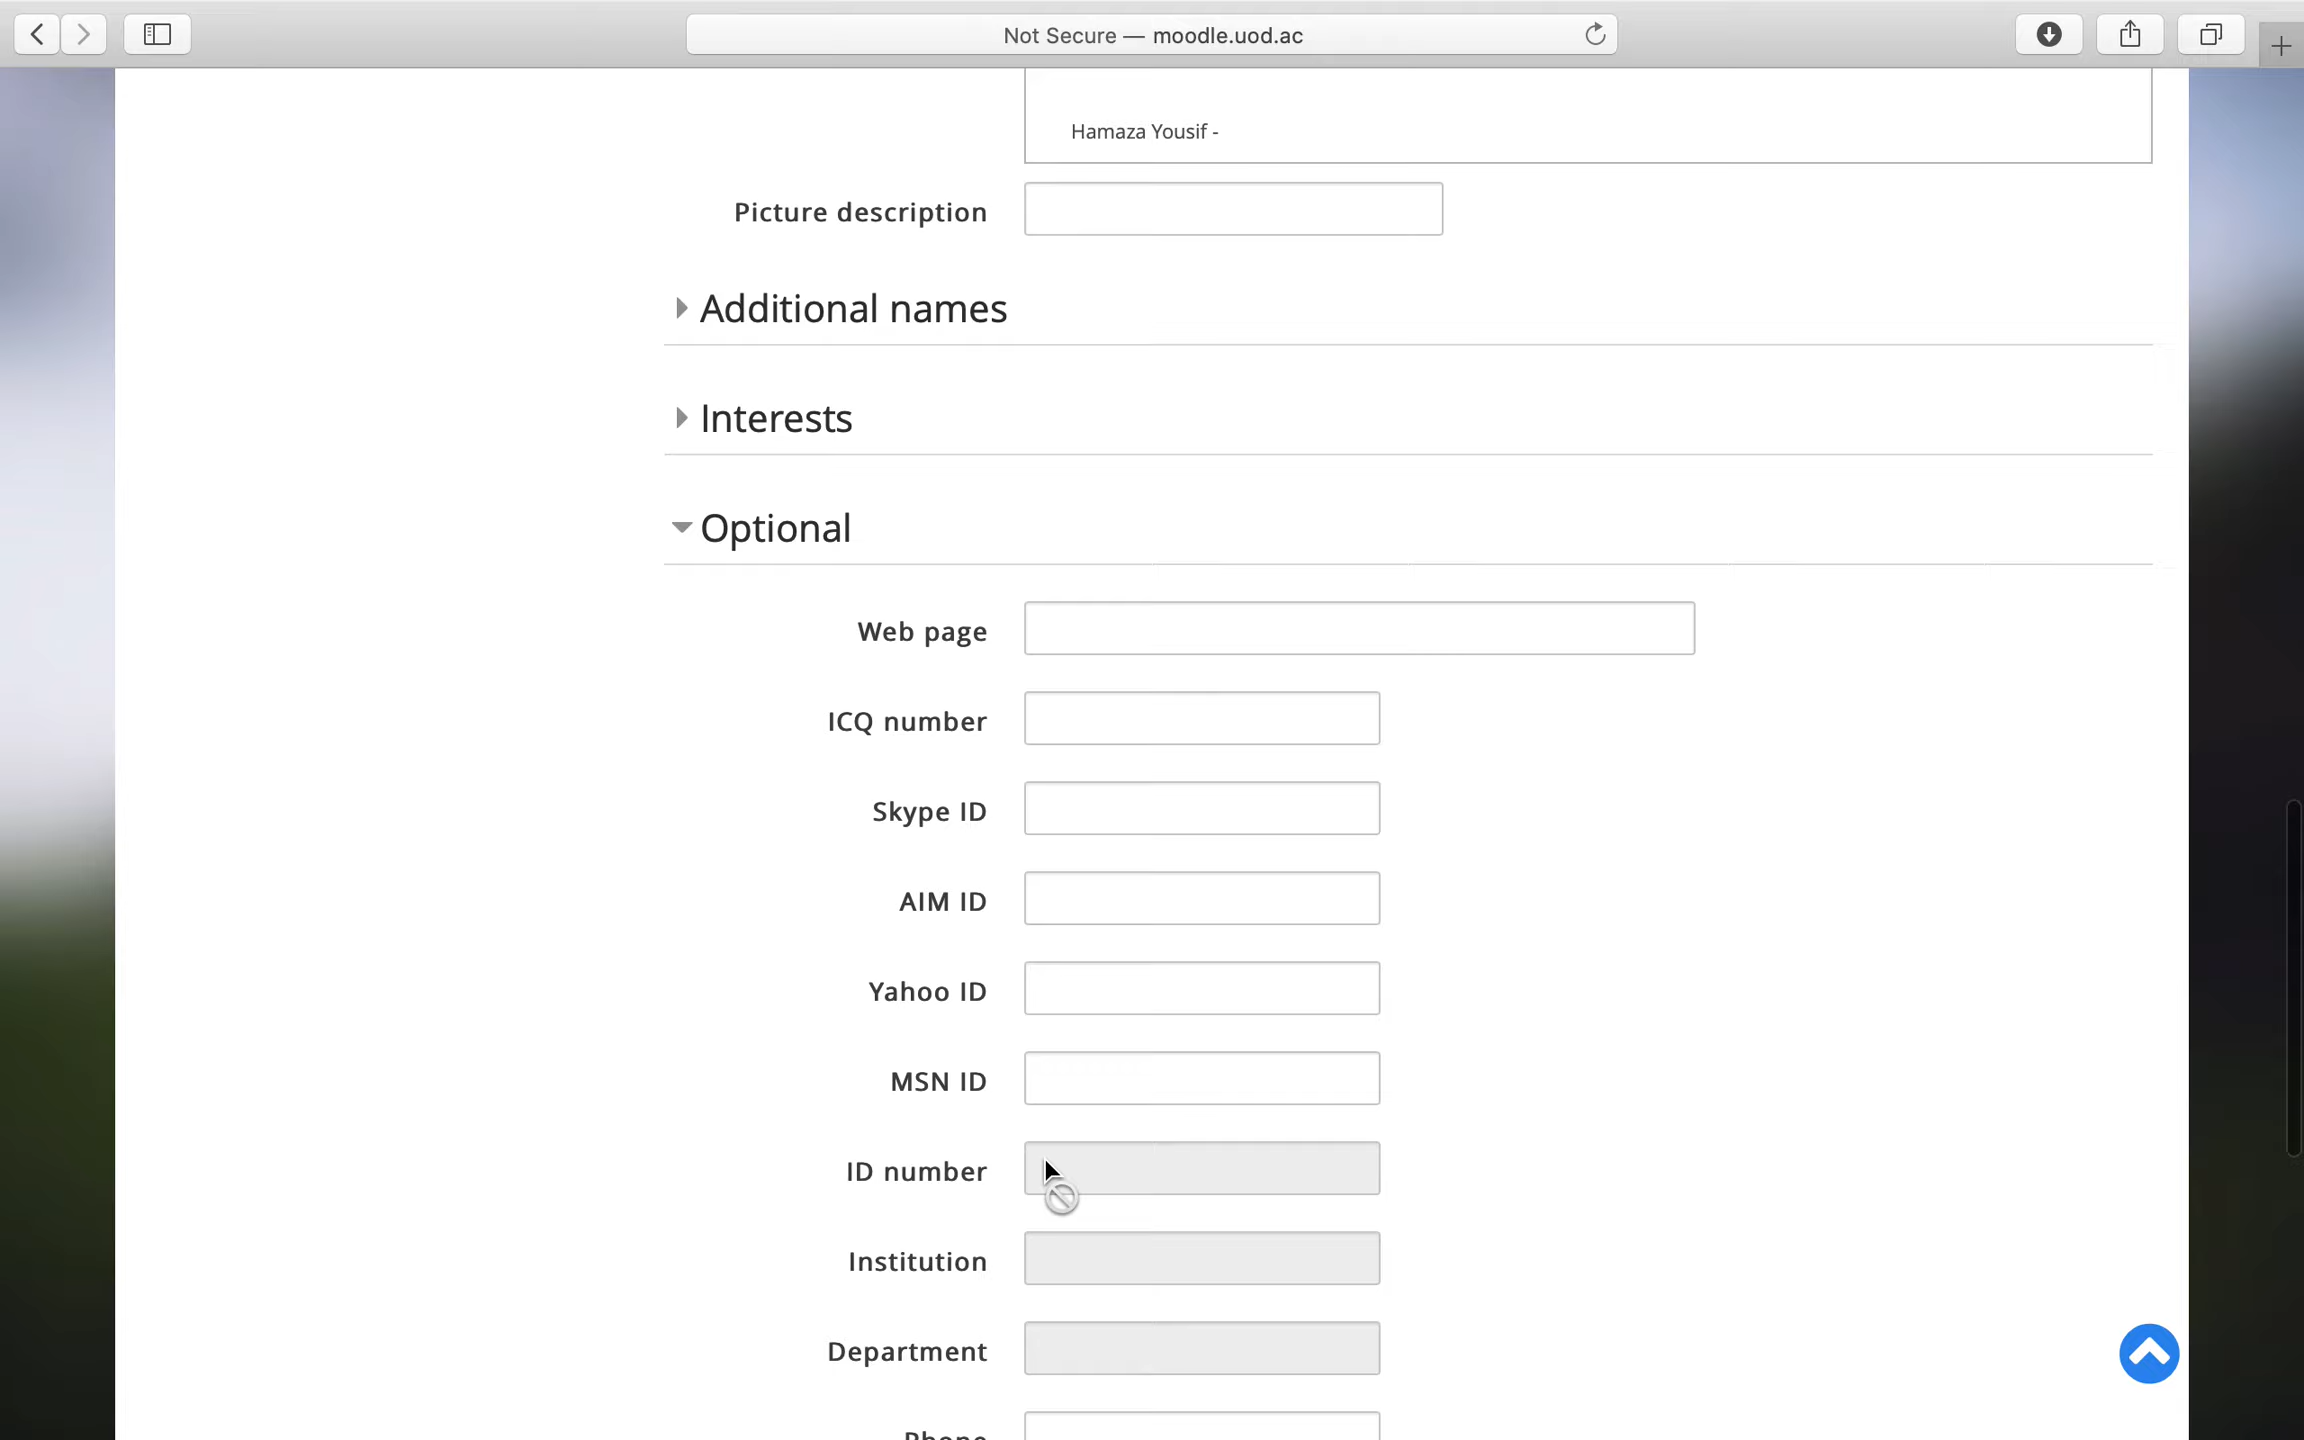 Not Secure — moodle.uod.ac
Hamaza Yousif -
Picture description
Additional names
Interests
Optional
Web page
ICQ number
Skype ID
AIM ID
Yahoo ID
MSN ID
ID number
Institution
Department
Phone